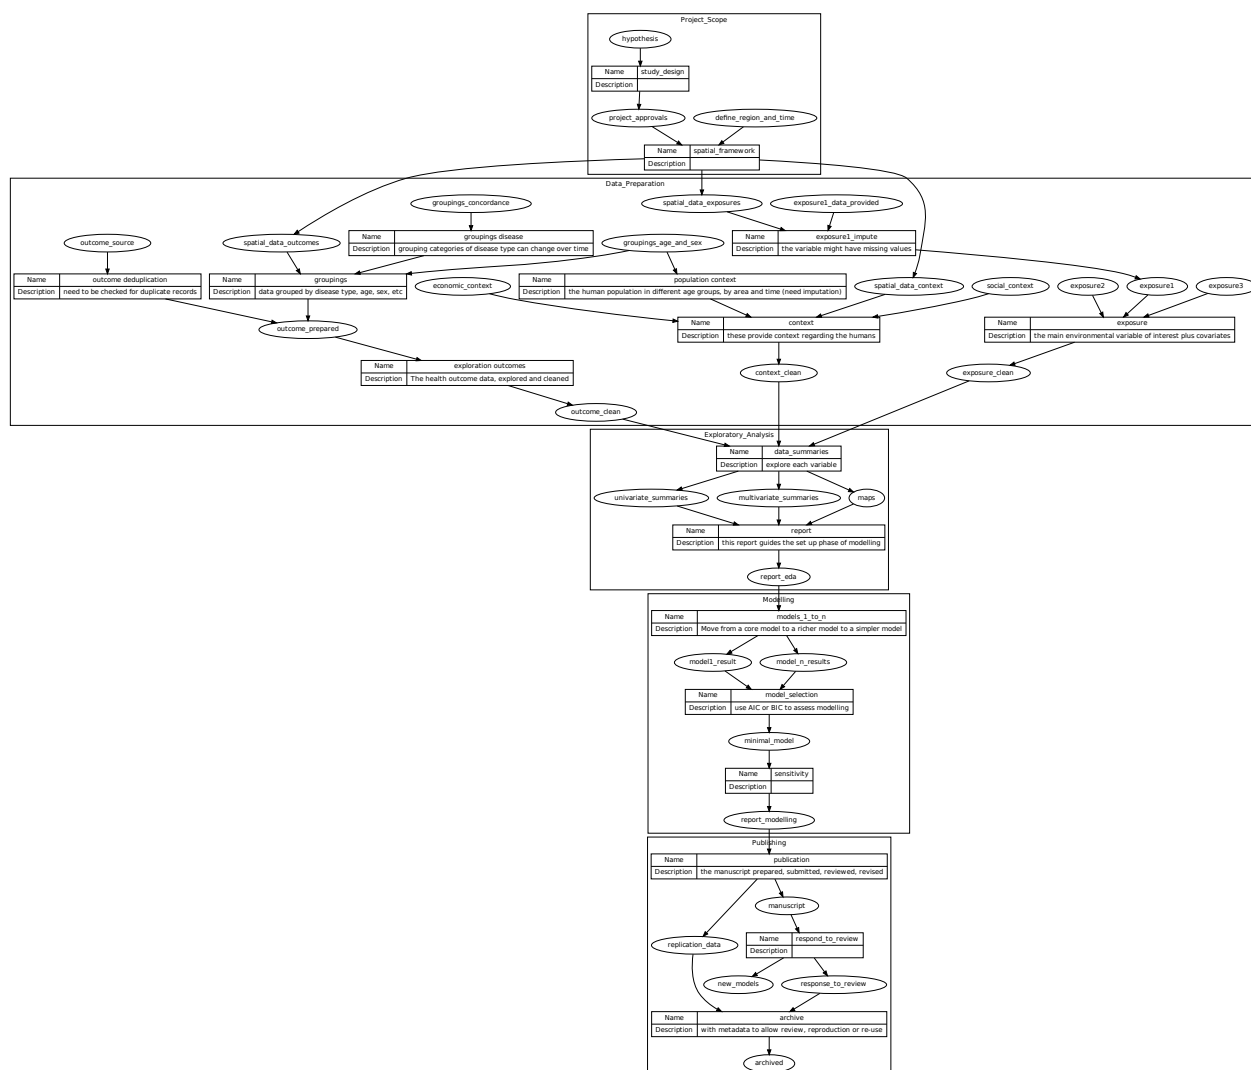 Project_Scope
hypothesis
Name study_design
Description
project_approvals define_region_and_time
Name spatial_framework
Description
Data_Preparation
groupings_concordance spatial_data_exposures exposure1_data_provided
outcome_source spatial_data_outcomes
Name groupings disease
Description grouping categories of disease type can change over time
groupings_age_and_sex
Name exposure1_impute
Description the variable might have missing values
Name outcome deduplication
Description need to be checked for duplicate records
Name groupings
Description data grouped by disease type, age, sex, etc
economic_context
Name population context
Description the human population in different age groups, by area and time (need imputation)
spatial_data_context social_context exposure2 exposure1 exposure3
outcome_prepared
Name context
Description these provide context regarding the humans
Name exposure
Description the main environmental variable of interest plus covariates
Name exploration outcomes
Description The health outcome data, explored and cleaned
context_clean exposure_clean
outcome_clean
Exploratory_Analysis
Name data_summaries
Description explore each variable
univariate_summaries multivariate_summaries maps
Name report
Description this report guides the set up phase of modelling
report_eda
Modelling
Name models_1_to_n
Description Move from a core model to a richer model to a simpler model
model1_result model_n_results
Name model_selection
Description use AIC or BIC to assess modelling
minimal_model
Name sensitivity
Description
report_modelling
Publishing
Name publication
Description the manuscript prepared, submitted, reviewed, revised
manuscript
replication_data
Name respond_to_review
Description
new_models response_to_review
Name archive
Description with metadata to allow review, reproduction or re-use
archived